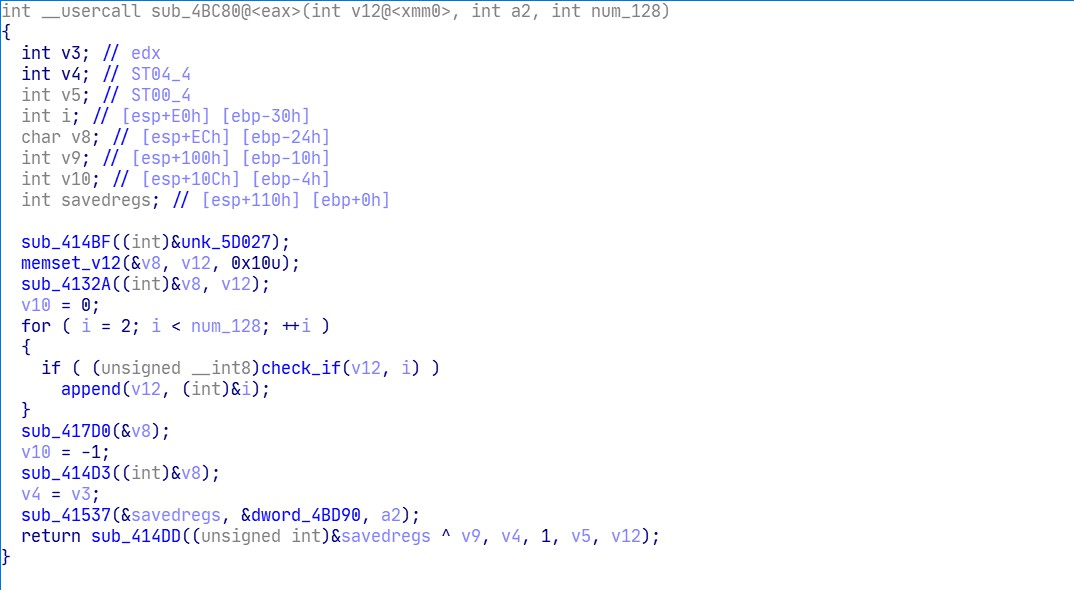 int __usercall sub_4BC80@<eax>(int v12@<xmm0>, int a2, int num_128)
{
  int v3; // edx
  int v4; // ST04_4
  int v5; // ST00_4
  int i; // [esp+E0h] [ebp-30h]
  char v8; // [esp+ECh] [ebp-24h]
  int v9; // [esp+100h] [ebp-10h]
  int v10; // [esp+10Ch] [ebp-4h]
  int savedregs; // [esp+110h] [ebp+0h]

  sub_414BF((int)&unk_5D027);
  memset_v12(&v8, v12, 0x10u);
  sub_4132A((int)&v8, v12);
  v10 = 0;
  for ( i = 2; i < num_128; ++i )
  {
    if ( (unsigned __int8)check_if(v12, i) )
      append(v12, (int)&i);
  }
  sub_417D0(&v8);
  v10 = -1;
  sub_414D3((int)&v8);
  v4 = v3;
  sub_41537(&savedregs, &dword_4BD90, a2);
  return sub_414DD((unsigned int)&savedregs ^ v9, v4, 1, v5, v12);
}